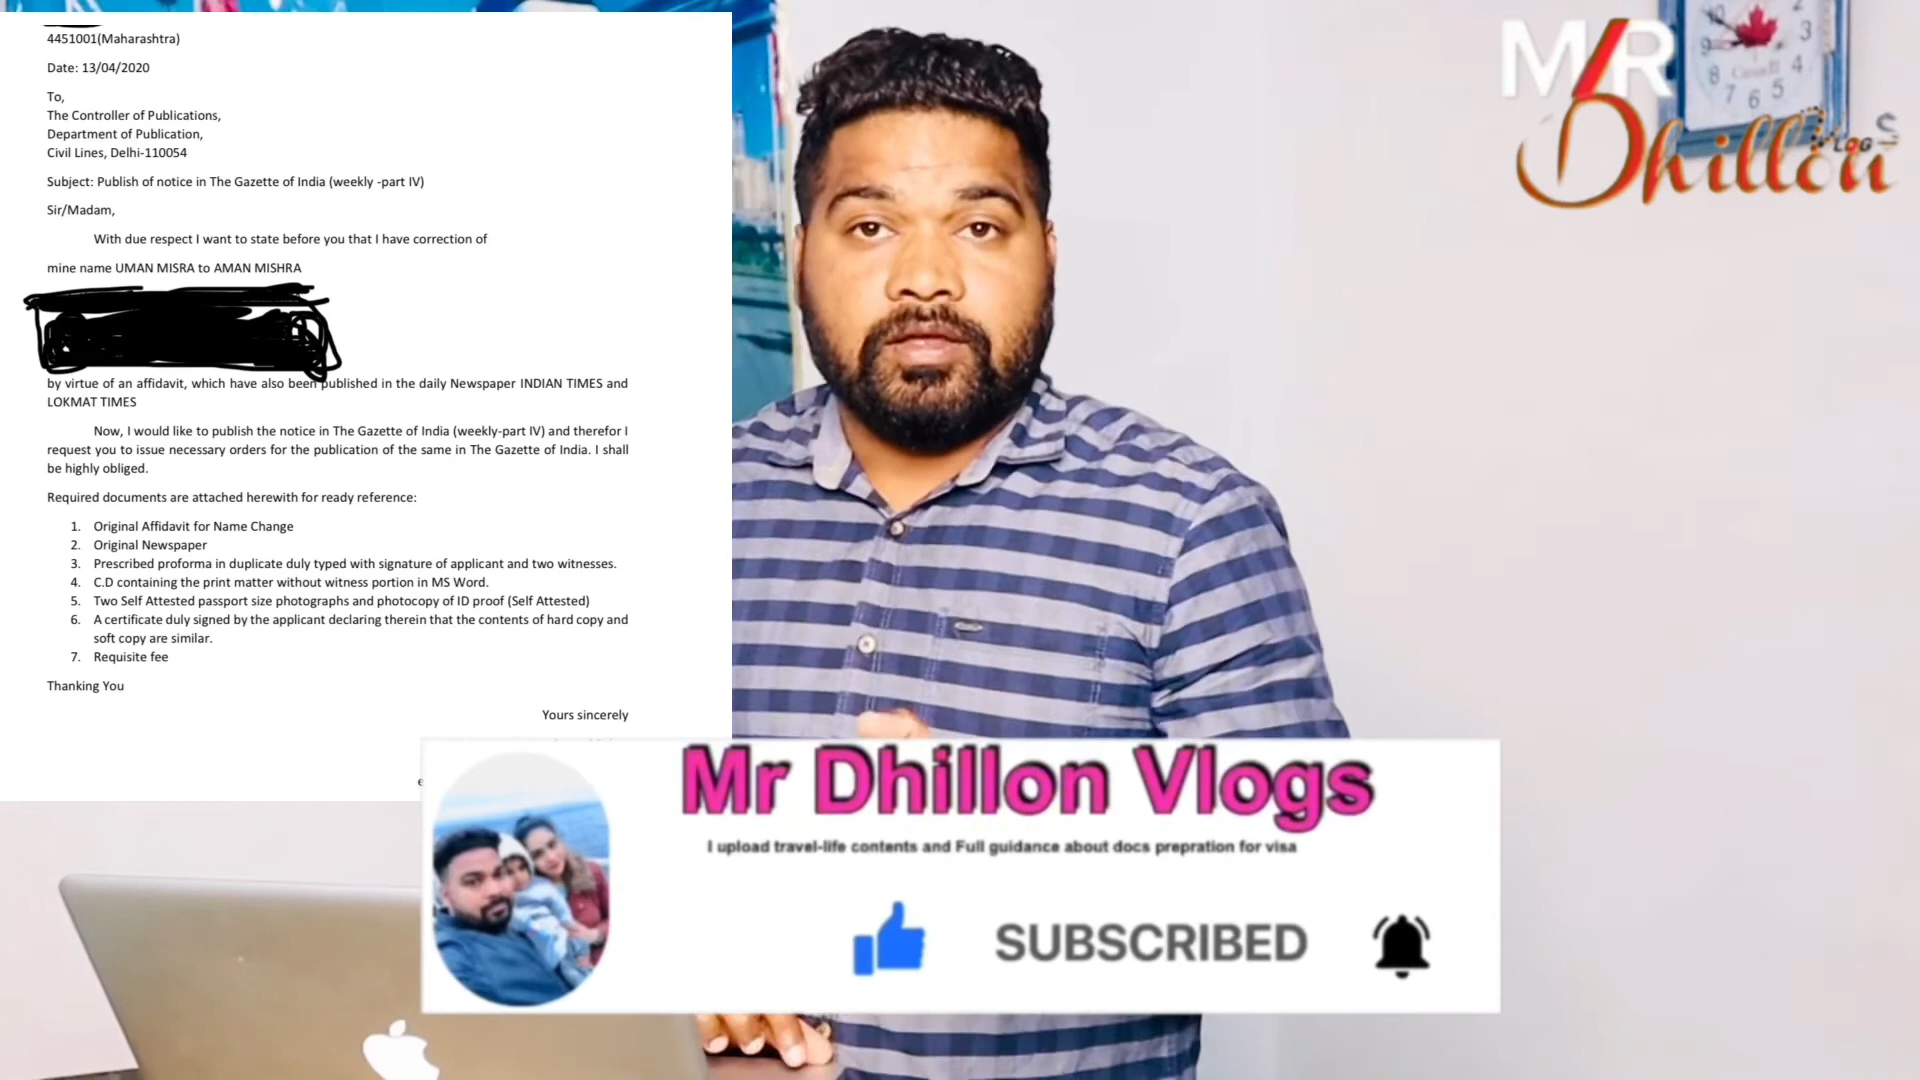 4451001(Maharashtra)
Date: 13/04/2020
To,
The Controller of Publications,
Department of Publication,
Civil Lines, Delhi-110054
Subject: Publish of notice in The Gazette of India (weekly -part IV)
Sir/Madam,
With due respect I want to state before you that I have correction of
mine name UMAN MISRA to AMAN MISHRA
by virtue of an affidavit, which have also been published in the daily Newspaper INDIAN TIMES and
LOKMAT TIMES
Now, I would like to publish the notice in The Gazette of India (weekly-part IV) and therefor I
request you to issue necessary orders for the publication of the same in The Gazette of India. I shall
be highly obliged.
Required documents are attached herewith for ready reference:
1. Original Affidavit for Name Change
2. Original Newspaper
3. Prescribed proforma in duplicate duly typed with signature of applicant and two witnesses.
4. C.D containing the print matter without witness portion in MS Word.
5. Two Self Attested passport size photographs and photocopy of ID proof (Self Attested)
6. A certificate duly signed by the applicant declaring therein that the contents of hard copy and
soft copy are similar.
7. Requisite fee
Thanking You
Yours sincerely
MR
Dhillon
10 2 3 4 5 6 7 8 9
Canada
Mr Dhillon Vlogs
I upload travel-life contents and Full guidance about docs prepration for visa
SUBSCRIBED